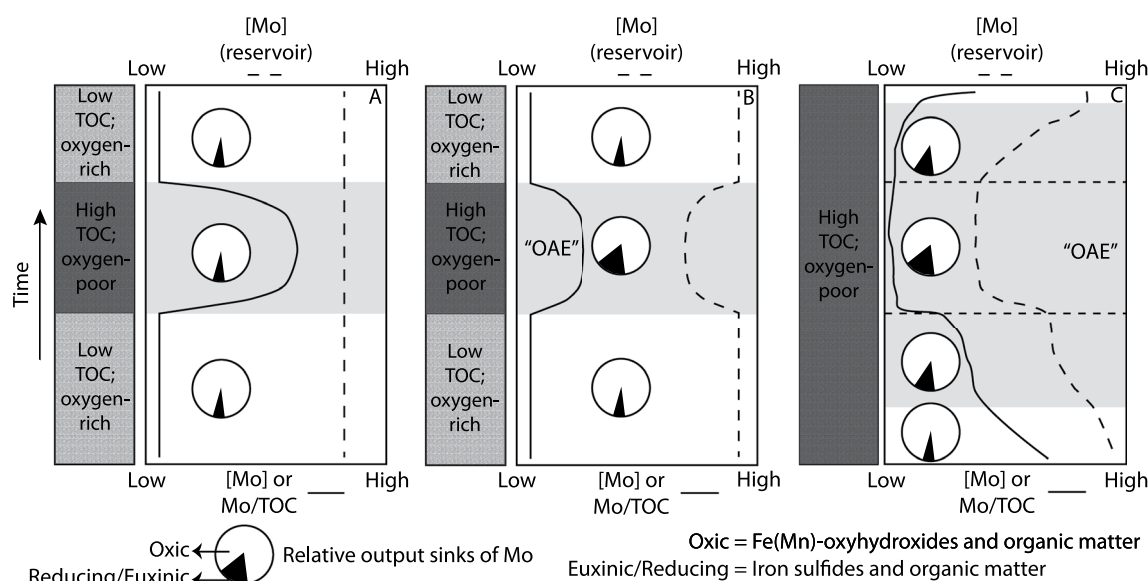 [Mo]
(reservoir)
Low High
A
Low
TOC;
oxygen-
rich
High
TOC;
oxygen-
poor
Low
TOC;
oxygen-
rich
Time
Low [Mo] or High
Mo/TOC
[Mo]
(reservoir)
Low High
B
Low
TOC;
oxygen-
rich
High
TOC;
oxygen-
poor
"OAE"
Low
TOC;
oxygen-
rich
Low [Mo] or High
Mo/TOC
[Mo]
(reservoir)
Low High
C
High
TOC;
oxygen-
poor
"OAE"
Low [Mo] or High
Mo/TOC
Oxic
Reducing/Euxinic
Relative output sinks of Mo
Oxic = Fe(Mn)-oxyhydroxides and organic matter
Euxinic/Reducing = Iron sulfides and organic matter